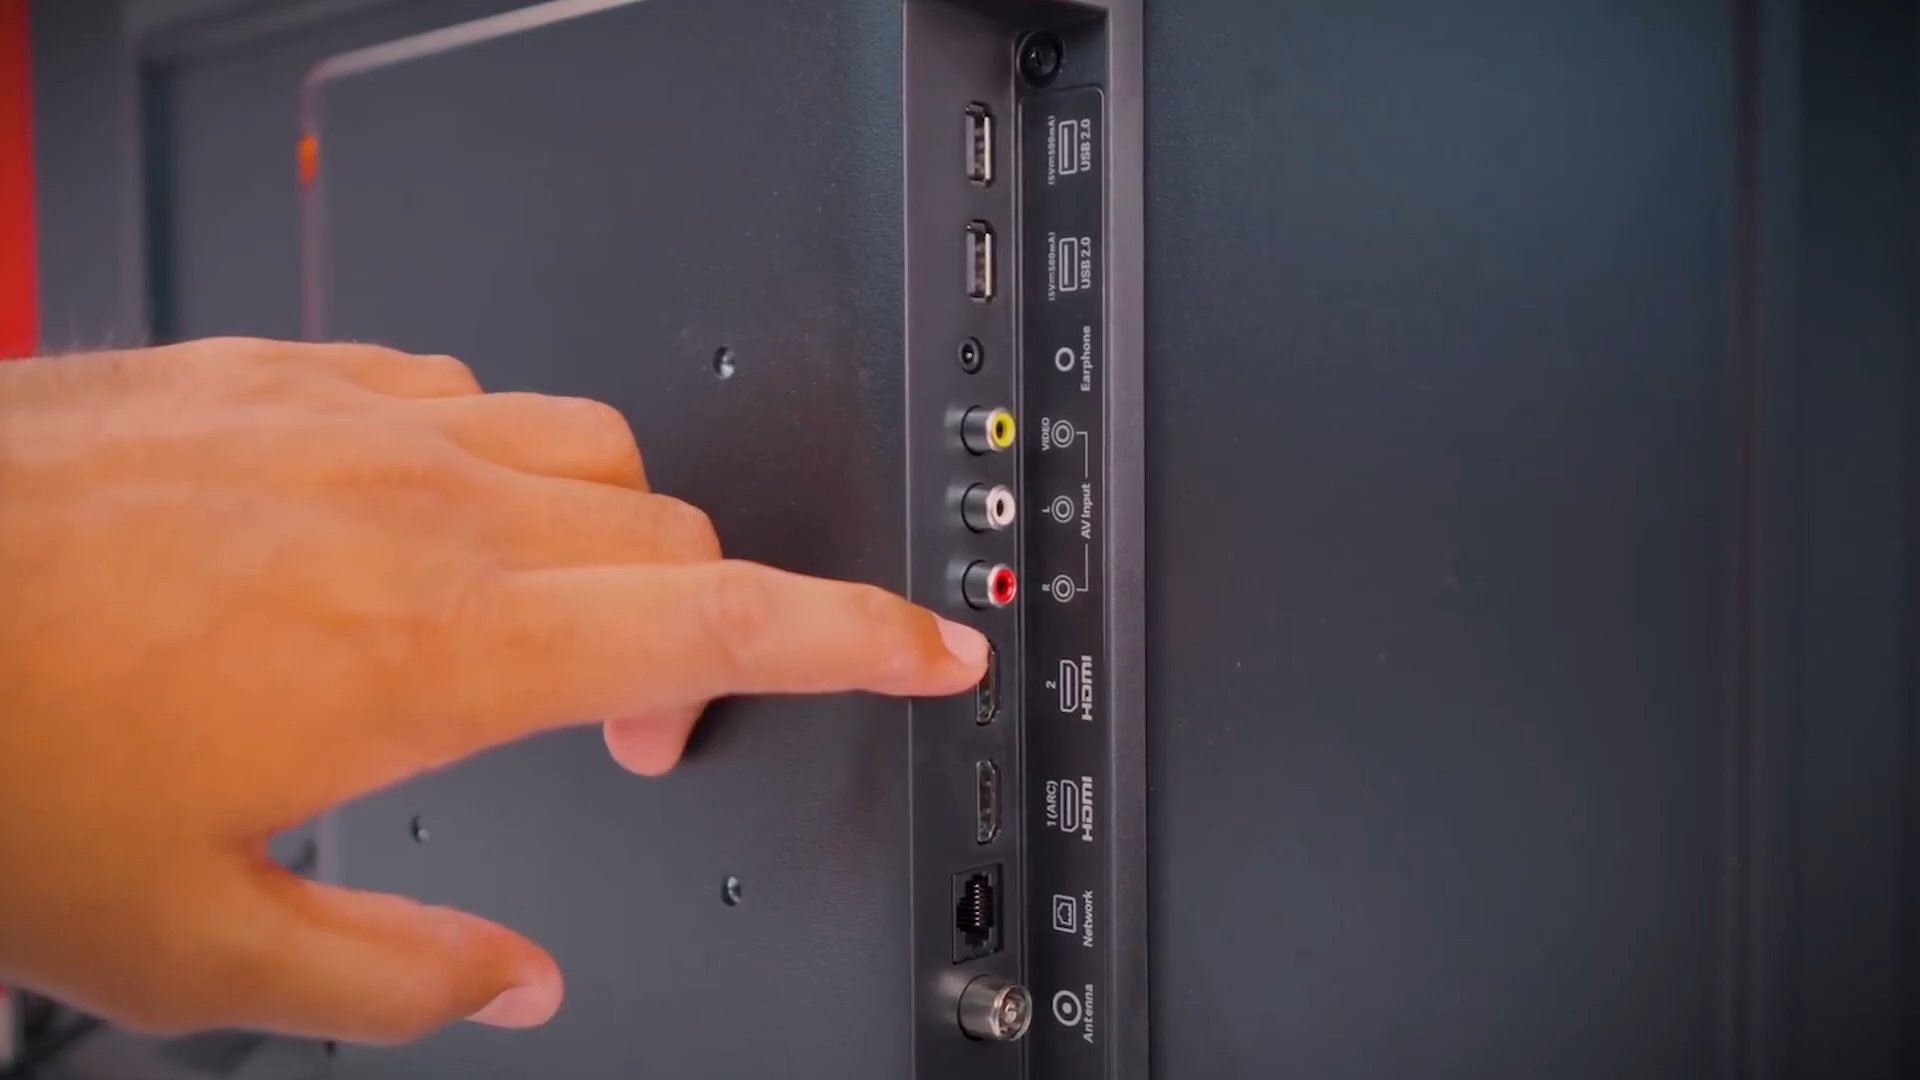 (5V⎓500mA)
USB 2.0
(5V⎓500mA)
USB 2.0
Earphone
VIDEO
L
AV Input
R
2
HDMI
1(ARC)
HDMI
Network
Antenna